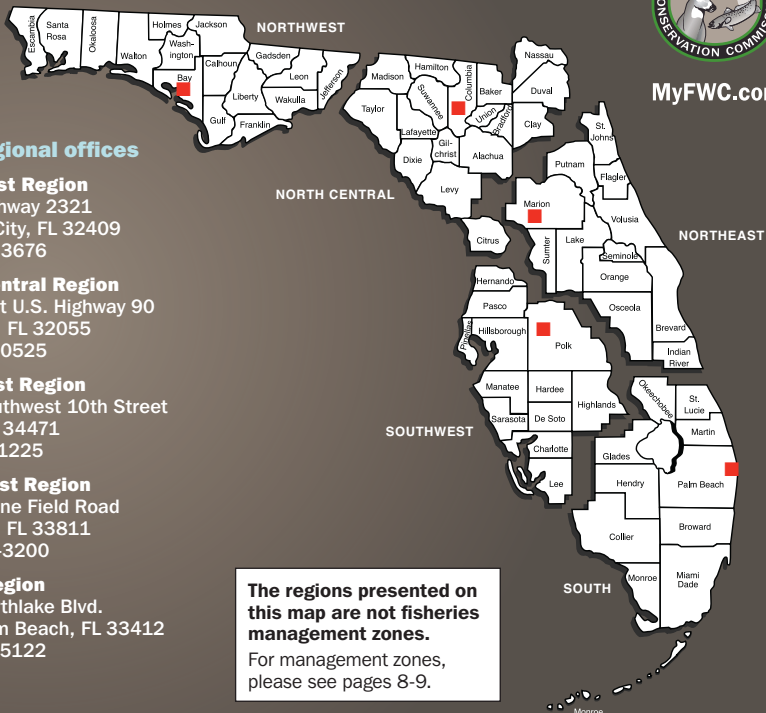 CONSERVATION COMMIS
MyFWC.com
NORTHWEST
Escambia
Santa
Rosa
Okaloosa
Walton
Holmes
Jackson
Wash-
ington
Bay
Calhoun
Gulf
Liberty
Gadsden
Leon
Wakulla
Franklin
Jefferson
NORTH CENTRAL
Madison
Hamilton
Taylor
Suwannee
Columbia
Baker
Union
Bradford
Lafayette
Gil-
christ
Dixie
Alachua
Levy
Citrus
NORTHEAST
Nassau
Duval
Clay
St.
Johns
Putnam
Flagler
Marion
Volusia
Sumter
Lake
Seminole
Orange
Osceola
Brevard
Indian
River
SOUTHWEST
Hernando
Pasco
Pinellas
Hillsborough
Polk
Manatee
Hardee
Highlands
Sarasota
De Soto
Charlotte
Lee
SOUTH
Okeechobee
St.
Lucie
Martin
Glades
Hendry
Palm Beach
Collier
Broward
Monroe
Miami
Dade
Monroe
gional offices
st Region
hway 2321
City, FL 32409
3676
ntral Region
t U.S. Highway 90
FL 32055
0525
st Region
uthwest 10th Street
34471
1225
st Region
ne Field Road
FL 33811
-3200
egion
rthlake Blvd.
m Beach, FL 33412
5122
The regions presented on
this map are not fisheries
management zones.
For management zones,
please see pages 8-9.